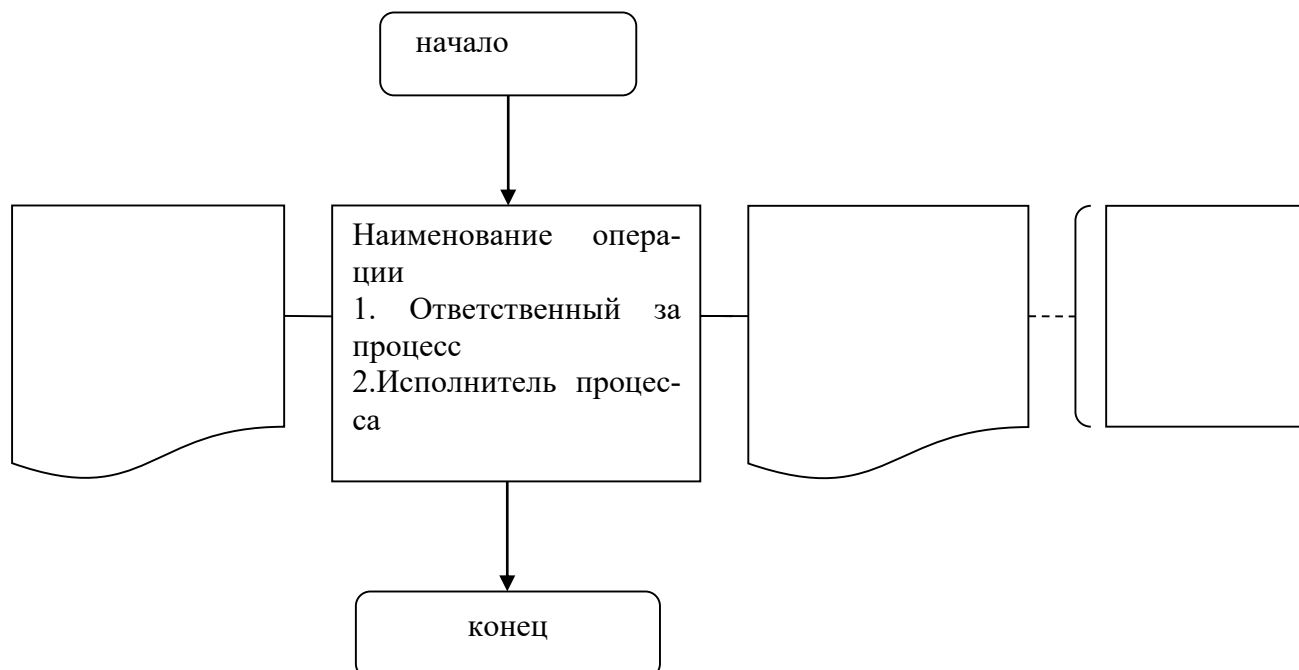 начало
Наименование опера-
ции
1. Ответственный за
процесс
2.Исполнитель процес-
са
конец